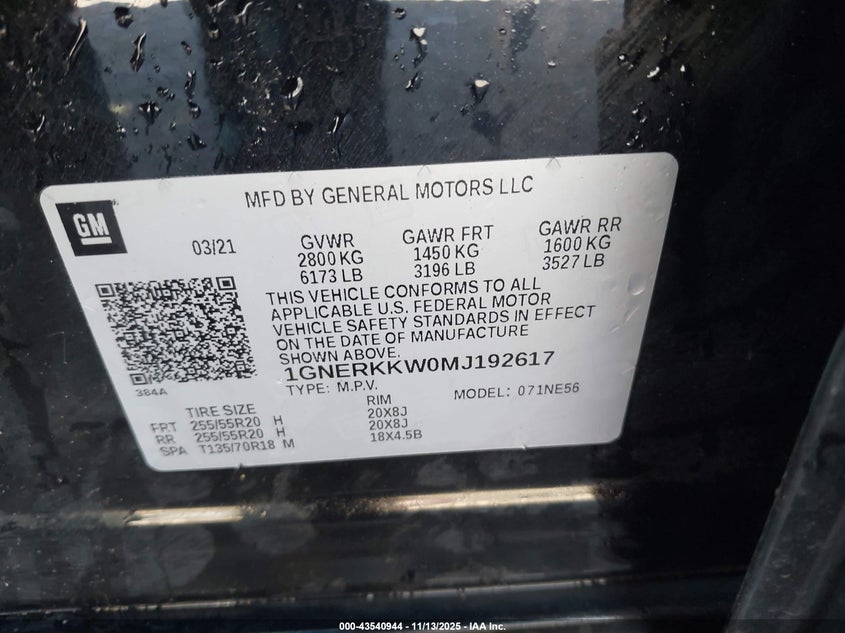 MFD BY GENERAL MOTORS LLC
GM
03/21
GVWR
2800 KG
6173 LB
GAWR FRT
1450 KG
3196 LB
GAWR RR
1600 KG
3527 LB
THIS VEHICLE CONFORMS TO ALL
APPLICABLE U.S. FEDERAL MOTOR
VEHICLE SAFETY STANDARDS IN EFFECT
ON THE DATE OF MANUFACTURE
SHOWN ABOVE.
1GNERKKW0MJ192617
384A
TYPE: M.P.V. MODEL: 071NE56
TIRE SIZE RIM
FRT 255/55R20 H 20X8J
RR 255/55R20 H 20X8J
SPA T135/70R18 M 18X4.5B
000-43540944 - 11/13/2025 - IAA Inc.